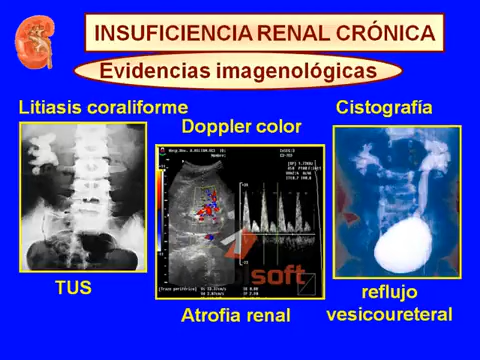 INSUFICIENCIA RENAL CRÓNICA
Evidencias imagenológicas
Litiasis coraliforme
Doppler color
Cistografía
soft
TUS
Atrofia renal
reflujo
vesicoureteral